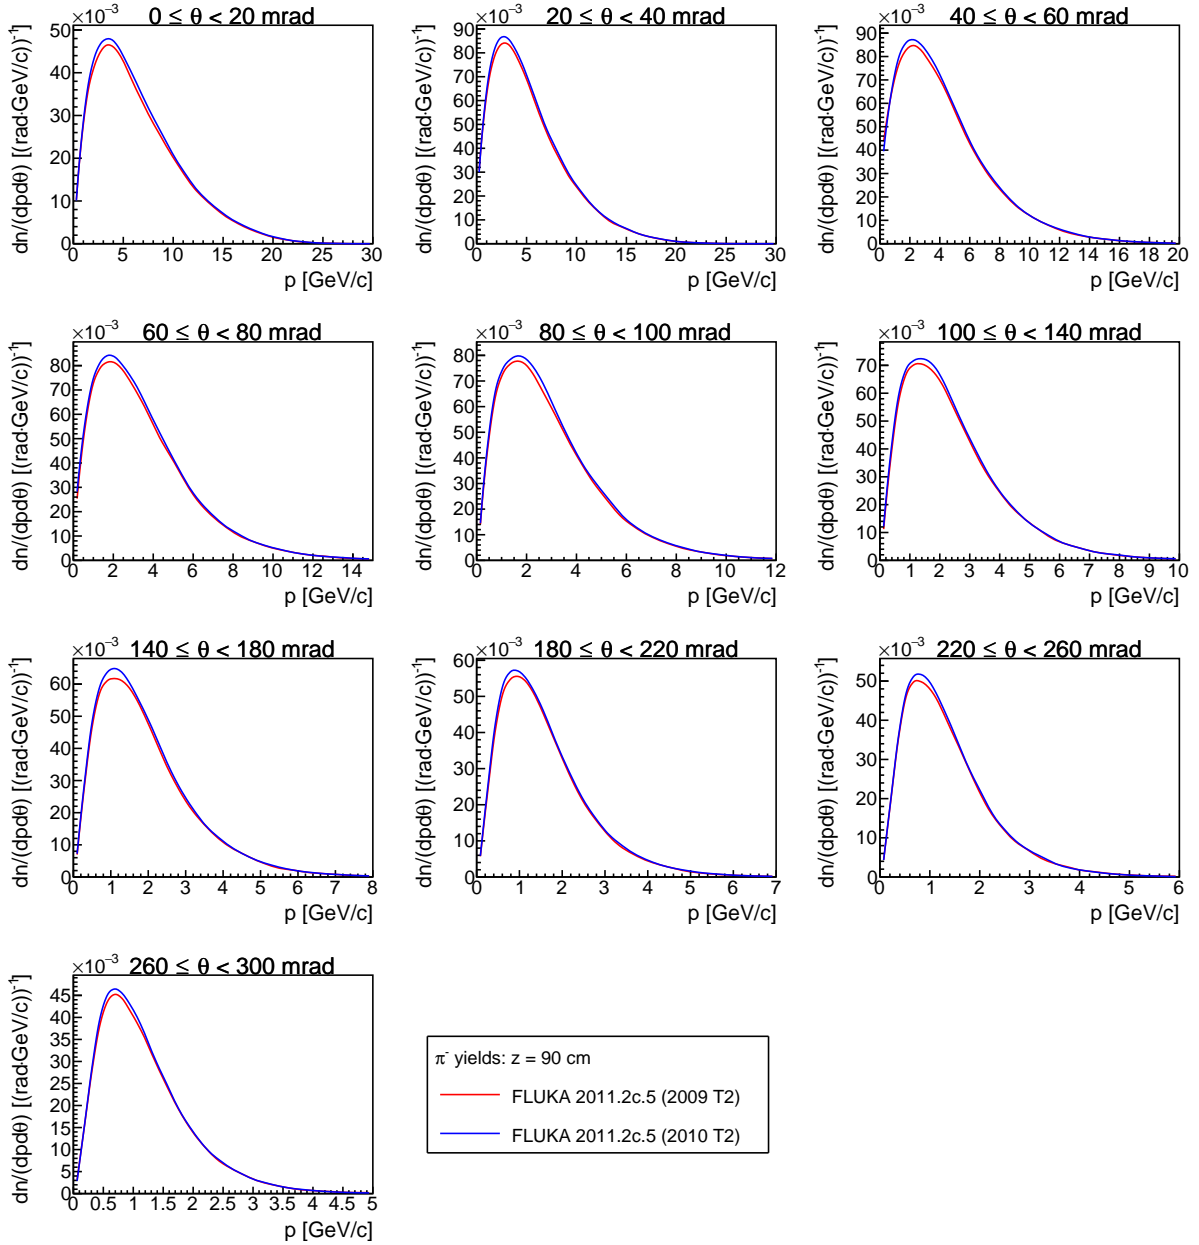 0 ≤ θ < 20 mrad
×10⁻³
dn/(dpdθ) [(rad·GeV/c))⁻¹]
50
40
30
20
10
0
0 5 10 15 20 25 30
p [GeV/c]
20 ≤ θ < 40 mrad
×10⁻³
dn/(dpdθ) [(rad·GeV/c))⁻¹]
90
80
70
60
50
40
30
20
10
0
0 5 10 15 20 25 30
p [GeV/c]
40 ≤ θ < 60 mrad
×10⁻³
dn/(dpdθ) [(rad·GeV/c))⁻¹]
90
80
70
60
50
40
30
20
10
0
0 2 4 6 8 10 12 14 16 18 20
p [GeV/c]
60 ≤ θ < 80 mrad
×10⁻³
dn/(dpdθ) [(rad·GeV/c))⁻¹]
80
70
60
50
40
30
20
10
0
0 2 4 6 8 10 12 14
p [GeV/c]
80 ≤ θ < 100 mrad
×10⁻³
dn/(dpdθ) [(rad·GeV/c))⁻¹]
80
70
60
50
40
30
20
10
0
0 2 4 6 8 10 12
p [GeV/c]
100 ≤ θ < 140 mrad
×10⁻³
dn/(dpdθ) [(rad·GeV/c))⁻¹]
70
60
50
40
30
20
10
0
0 1 2 3 4 5 6 7 8 9 10
p [GeV/c]
140 ≤ θ < 180 mrad
×10⁻³
dn/(dpdθ) [(rad·GeV/c))⁻¹]
60
50
40
30
20
10
0
0 1 2 3 4 5 6 7 8
p [GeV/c]
180 ≤ θ < 220 mrad
×10⁻³
dn/(dpdθ) [(rad·GeV/c))⁻¹]
60
50
40
30
20
10
0
0 1 2 3 4 5 6 7
p [GeV/c]
220 ≤ θ < 260 mrad
×10⁻³
dn/(dpdθ) [(rad·GeV/c))⁻¹]
50
40
30
20
10
0
0 1 2 3 4 5 6
p [GeV/c]
260 ≤ θ < 300 mrad
×10⁻³
dn/(dpdθ) [(rad·GeV/c))⁻¹]
45
40
35
30
25
20
15
10
5
0
0 0.5 1 1.5 2 2.5 3 3.5 4 4.5 5
p [GeV/c]
π⁻ yields: z = 90 cm
FLUKA 2011.2c.5 (2009 T2)
FLUKA 2011.2c.5 (2010 T2)